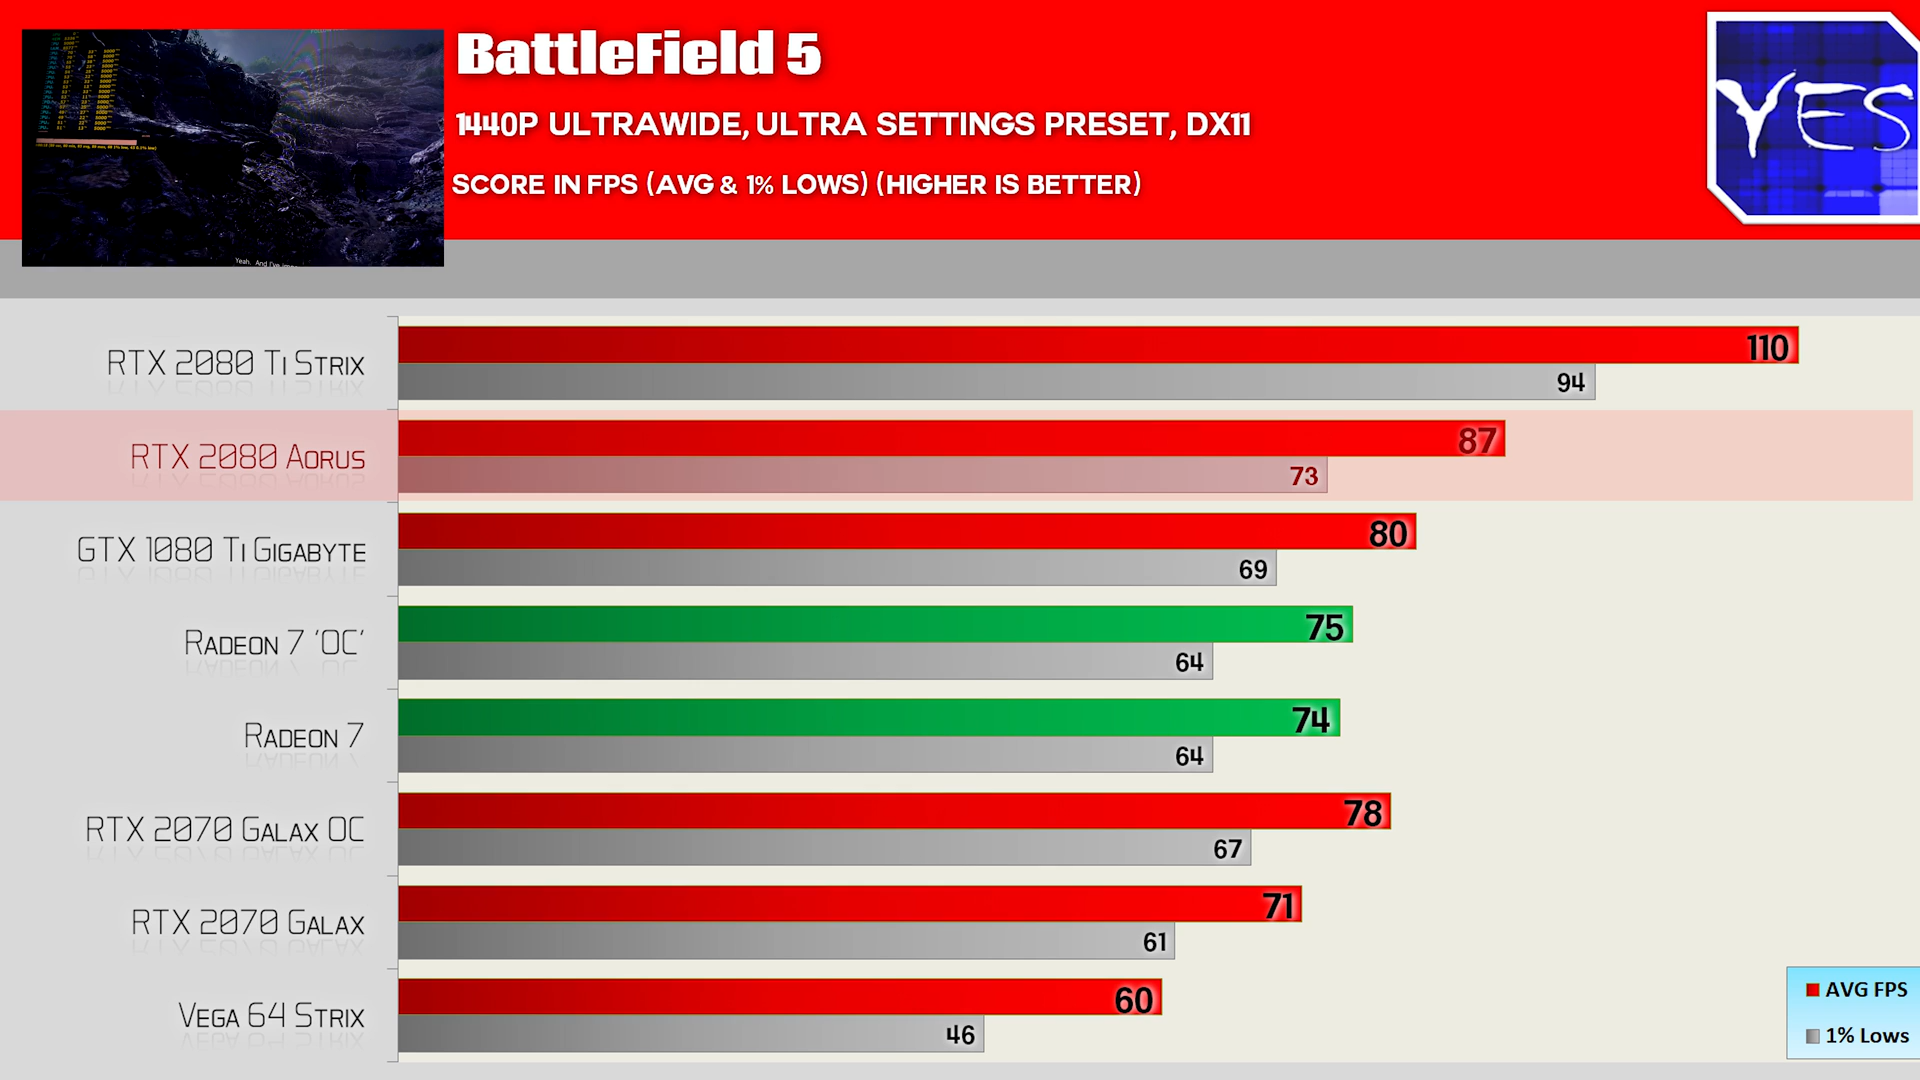 BattleField 5
1440P ULTRAWIDE, ULTRA SETTINGS PRESET, DX11
SCORE IN FPS (AVG & 1% LOWS) (HIGHER IS BETTER)
YES
Yeah. And I've
RTX 2080 Ti Strix
110
94
RTX 2080 Aorus
87
73
GTX 1080 Ti Gigabyte
80
69
Radeon 7 'OC'
75
64
Radeon 7
74
64
RTX 2070 Galax OC
78
67
RTX 2070 Galax
71
61
Vega 64 Strix
60
46
AVG FPS
1% Lows